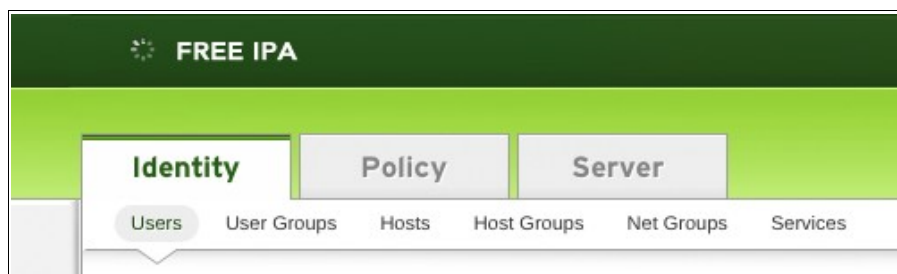 FREE IPA
Identity Policy Server
Users User Groups Hosts Host Groups Net Groups Services